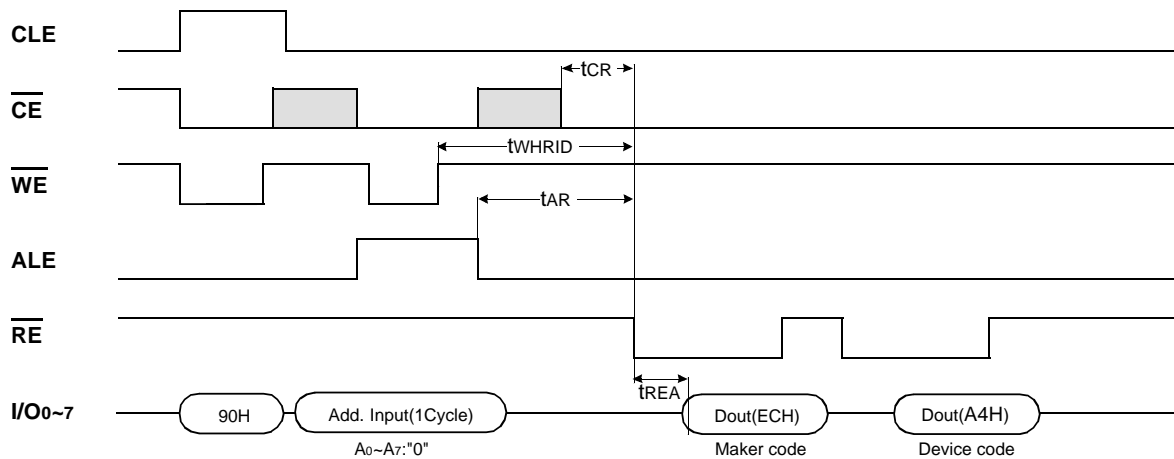 CLE
tCR
CE
tWHRID
WE
tAR
ALE
RE
tREA
I/O0~7
90H
Add. Input(1Cycle)
Dout(ECH)
Dout(A4H)
A0~A7:"0"
Maker code
Device code